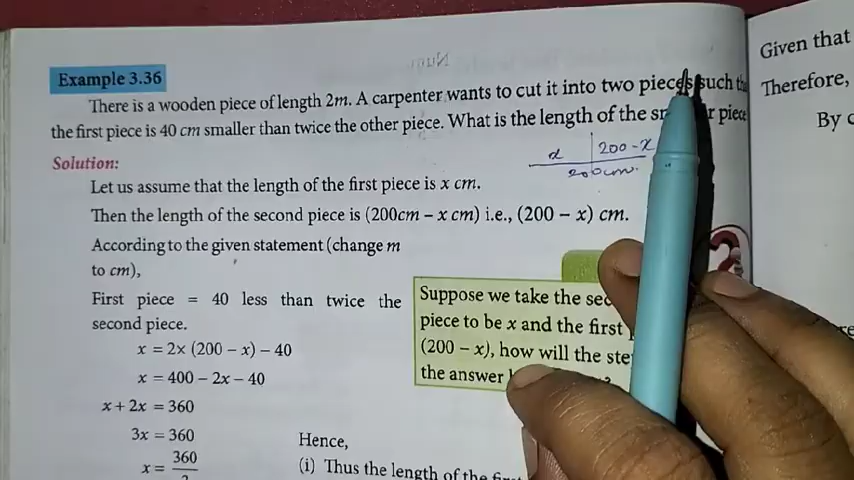 Example 3.36
There is a wooden piece of length 2m. A carpenter wants to cut it into two pieces such
the first piece is 40 cm smaller than twice the other piece. What is the length of the piece
x | 200 - x
200 cm.
Solution:
Let us assume that the length of the first piece is x cm.
Then the length of the second piece is (200cm – x cm) i.e., (200 – x) cm.
According to the given statement (change m
to cm),
First piece = 40 less than twice the
second piece.
x = 2× (200 – x) – 40
x = 400 – 2x – 40
x + 2x = 360
3x = 360
x = 360
Suppose we take the
piece to be x and the first
(200 – x), how will the
the answer
Hence,
(i) Thus the length of the
Given that
Therefore,
By